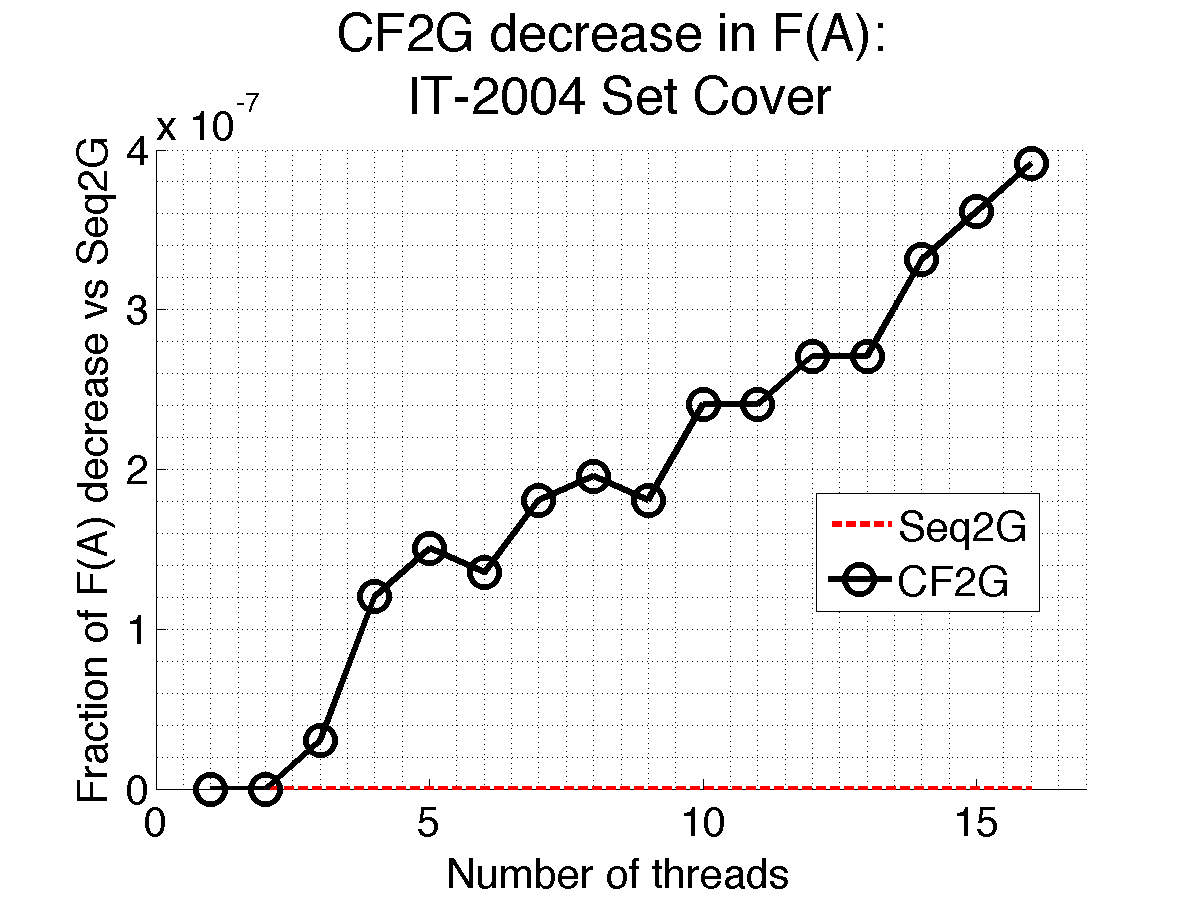 CF2G decrease in F(A):
IT-2004 Set Cover
x 10-7
Fraction of F(A) decrease vs Seq2G
4
3
2
1
0
Seq2G
CF2G
0 5 10 15
Number of threads